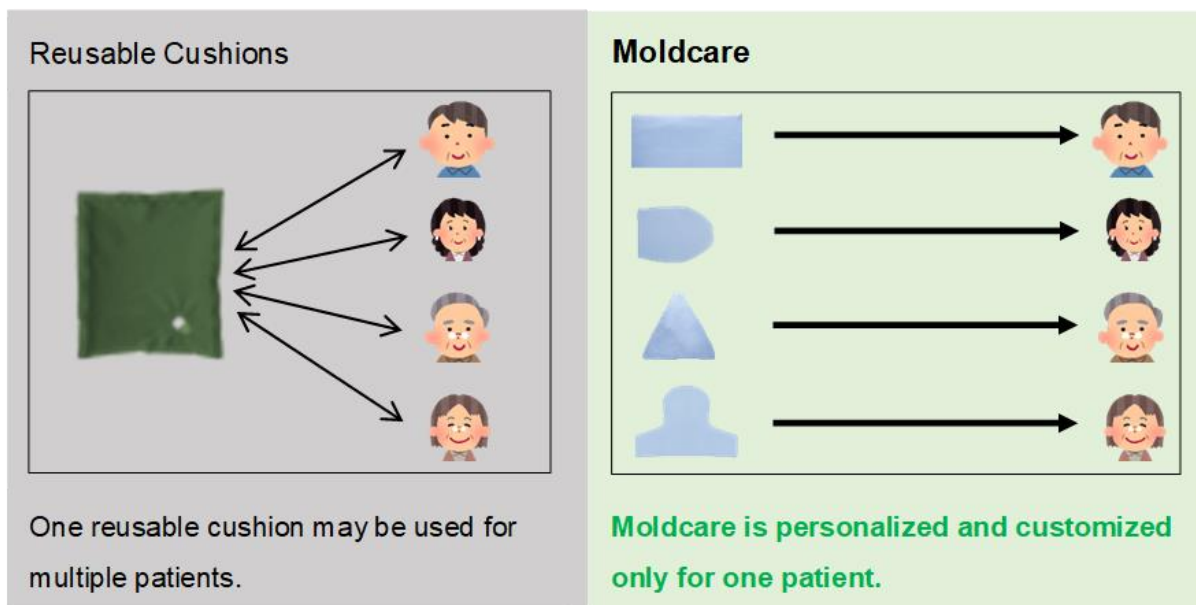 Reusable Cushions
One reusable cushion may be used for
multiple patients.
Moldcare
Moldcare is personalized and customized
only for one patient.